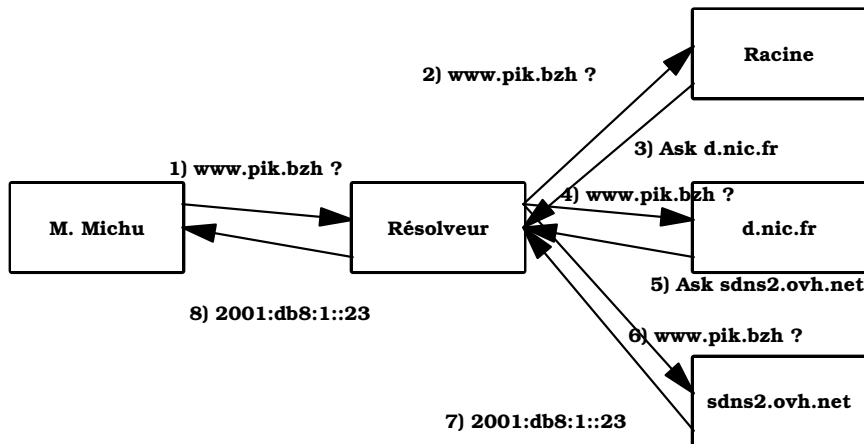 Racine
2) www.pik.bzh ?
3) Ask d.nic.fr
1) www.pik.bzh ?
4) www.pik.bzh ?
M. Michu
Résolveur
d.nic.fr
5) Ask sdns2.ovh.net
8) 2001:db8:1::23
6) www.pik.bzh ?
sdns2.ovh.net
7) 2001:db8:1::23